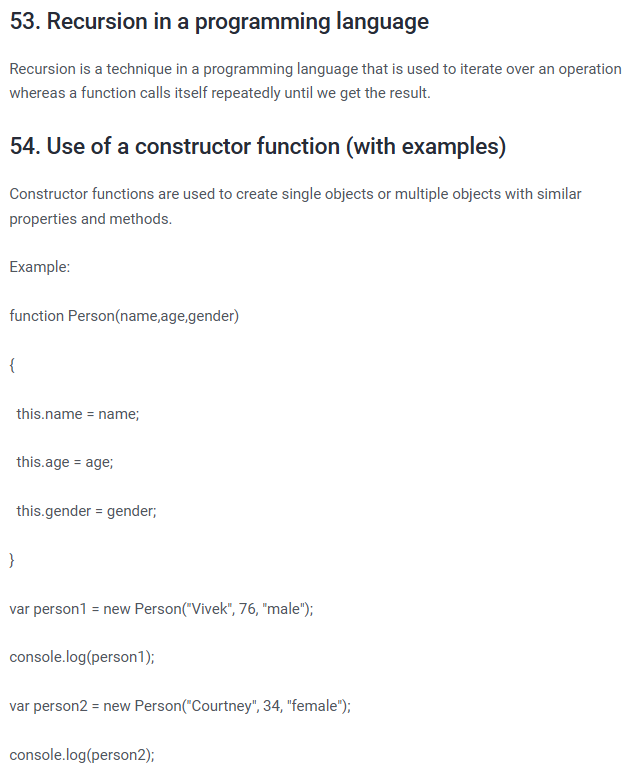 53. Recursion in a programming language
Recursion is a technique in a programming language that is used to iterate over an operation
whereas a function calls itself repeatedly until we get the result.
54. Use of a constructor function (with examples)
Constructor functions are used to create single objects or multiple objects with similar
properties and methods.
Example:
function Person(name,age,gender)
{
this.name = name;
this.age = age;
this.gender = gender;
}
var person1 = new Person("Vivek", 76, "male");
console.log(person1);
var person2 = new Person("Courtney", 34, "female");
console.log(person2);